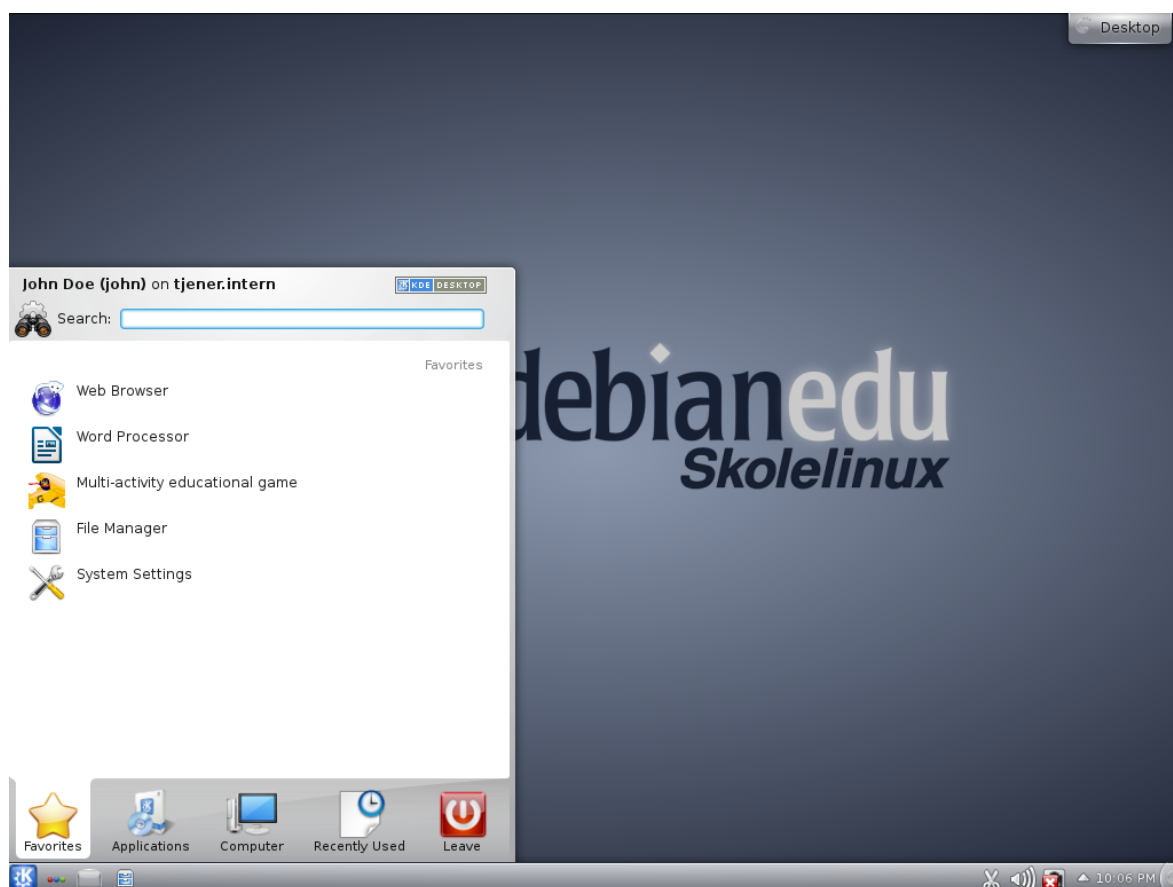 Desktop
John Doe (john) on tjener.intern
KDE DESKTOP
Search:
Favorites
Web Browser
Word Processor
Multi-activity educational game
File Manager
System Settings
debianedu
Skolelinux
Favorites
Applications
Computer
Recently Used
Leave
10:06 PM